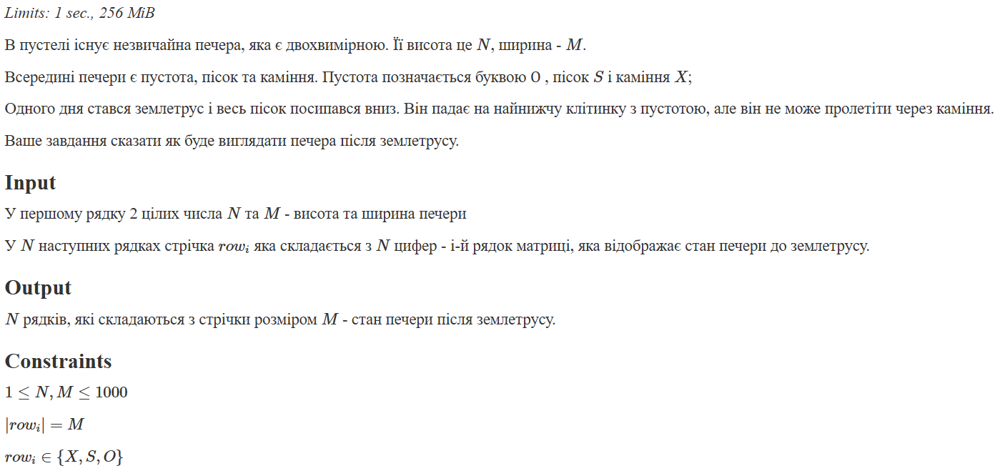 Limits: 1 sec., 256 MiB
В пустелі існує незвичайна печера, яка є двохвимірною. Її висота це N, ширина - M.
Всередині печери є пустота, пісок та каміння. Пустота позначається буквою O , пісок S і каміння X;
Одного дня стався землетрус і весь пісок посипався вниз. Він падає на найнижчу клітинку з пустотою, але він не може пролетіти через каміння.
Ваше завдання сказати як буде виглядати печера після землетрусу.
Input
У першому рядку 2 цілих числа N та M - висота та ширина печери
У N наступних рядках стрічка row_i яка складається з N цифер - і-й рядок матриці, яка відображає стан печери до землетрусу.
Output
N рядків, які складаються з стрічки розміром M - стан печери після землетрусу.
Constraints
1 ≤ N, M ≤ 1000
|row_i| = M
row_i ∈ {X, S, O}